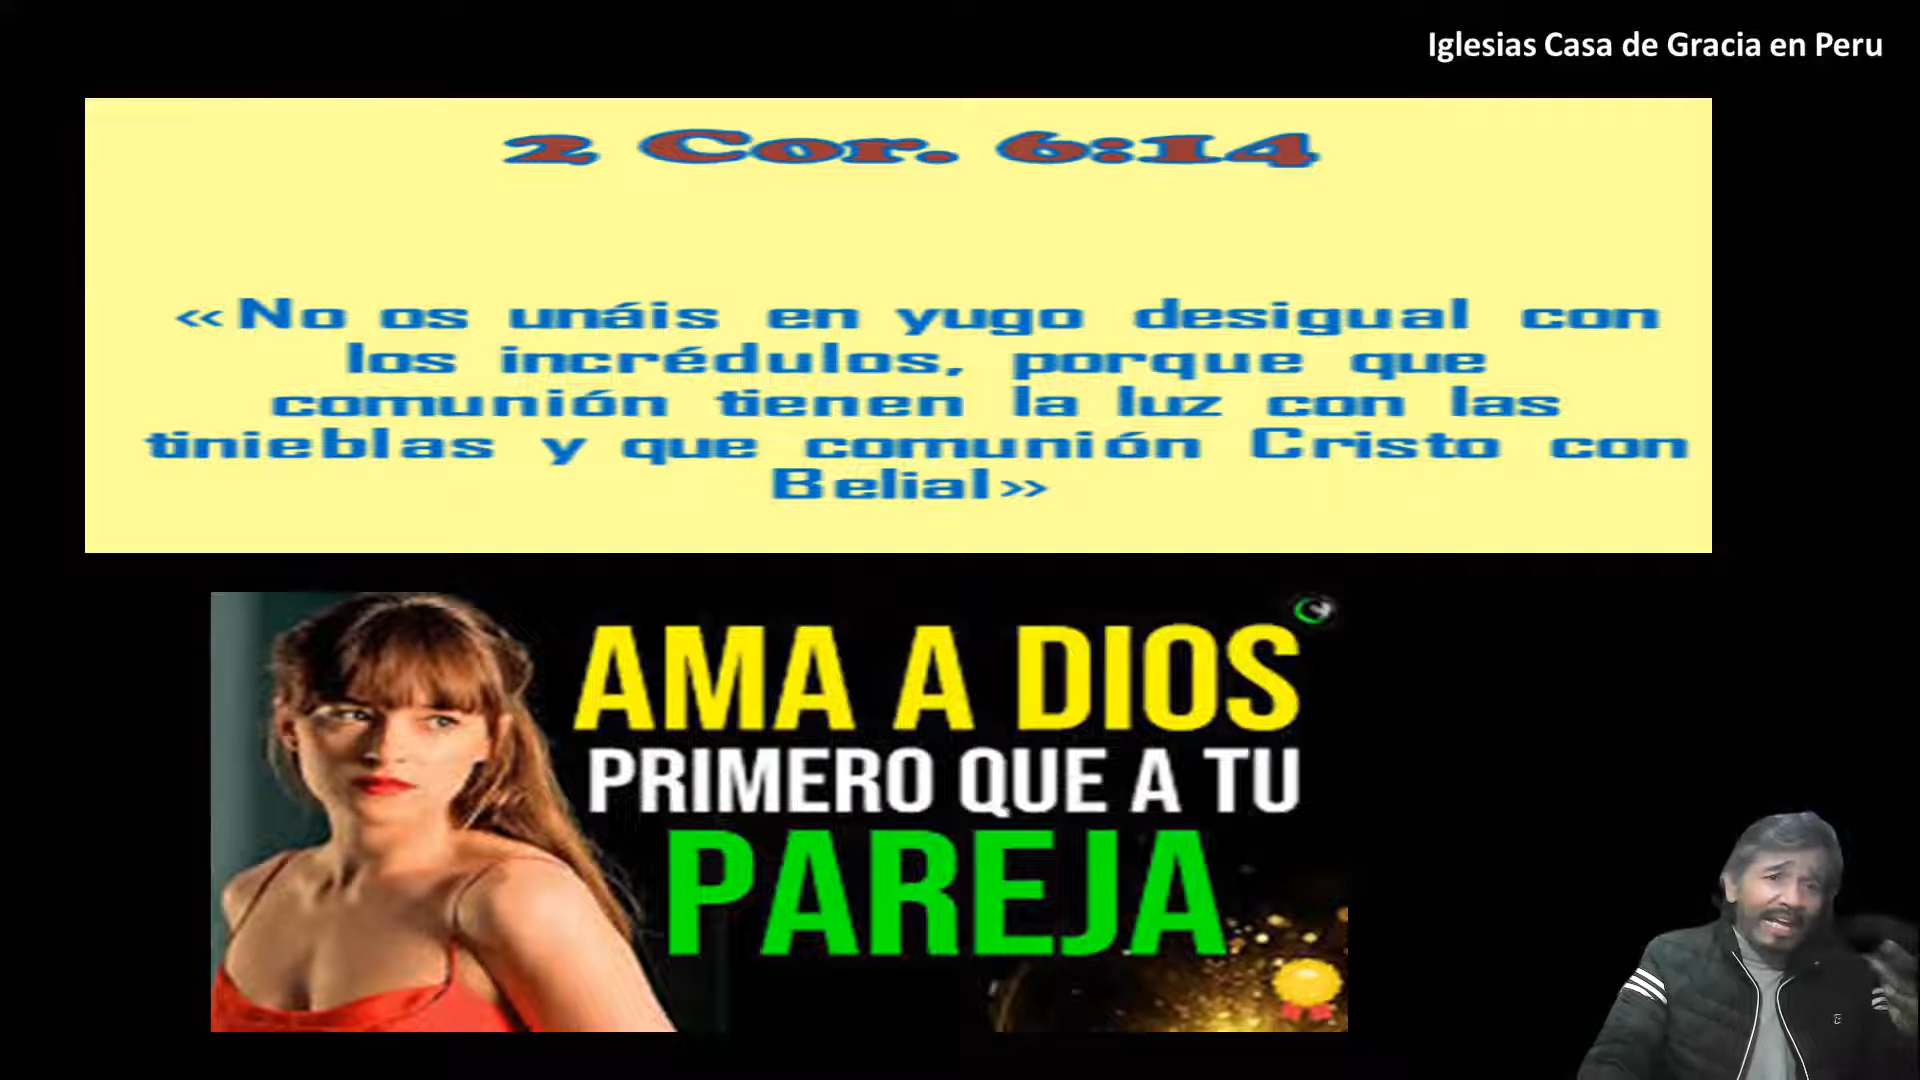 Iglesias Casa de Gracia en Peru
2 Cor. 6:14
«No os unáis en yugo desigual con
los incrédulos, porque que
comunión tienen la luz con las
tinieblas y que comunión Cristo con
Belial»
AMA A DIOS
PRIMERO QUE A TU
PAREJA